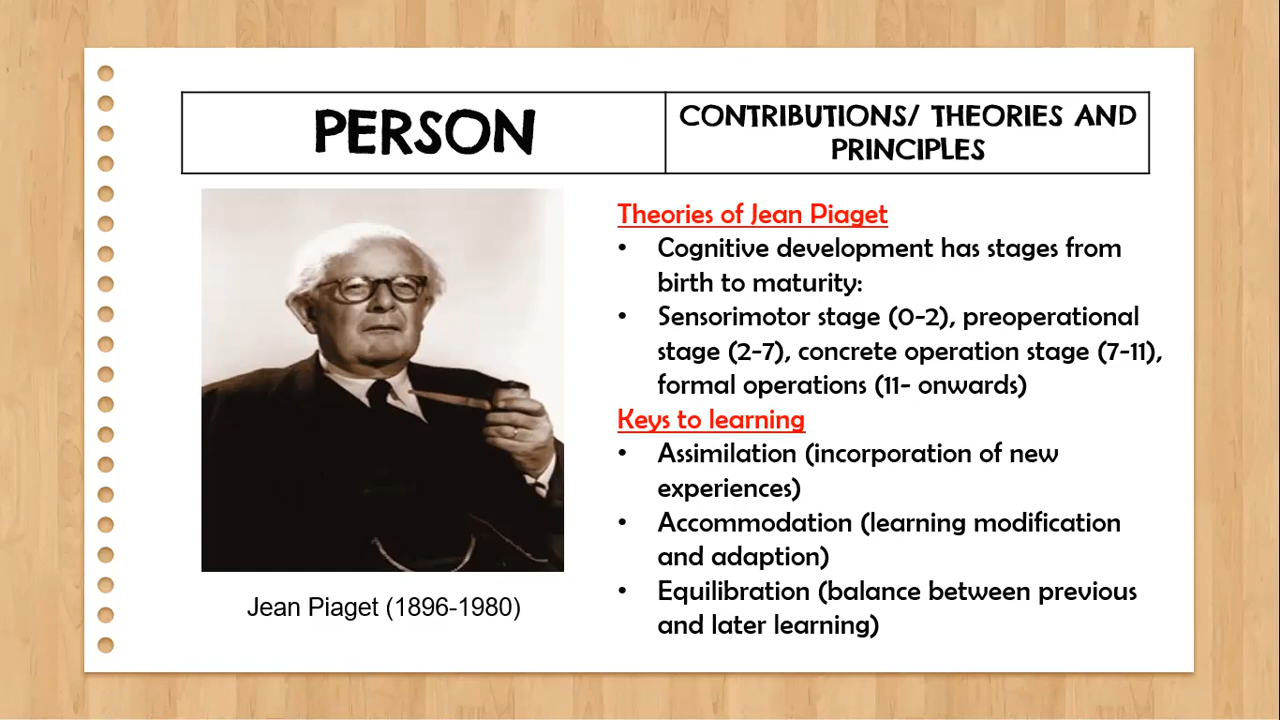 PERSON
CONTRIBUTIONS/ THEORIES AND
PRINCIPLES
Theories of Jean Piaget
• Cognitive development has stages from
birth to maturity:
• Sensorimotor stage (0-2), preoperational
stage (2-7), concrete operation stage (7-11),
formal operations (11- onwards)
Keys to learning
• Assimilation (incorporation of new
experiences)
• Accommodation (learning modification
and adaption)
• Equilibration (balance between previous
and later learning)
Jean Piaget (1896-1980)